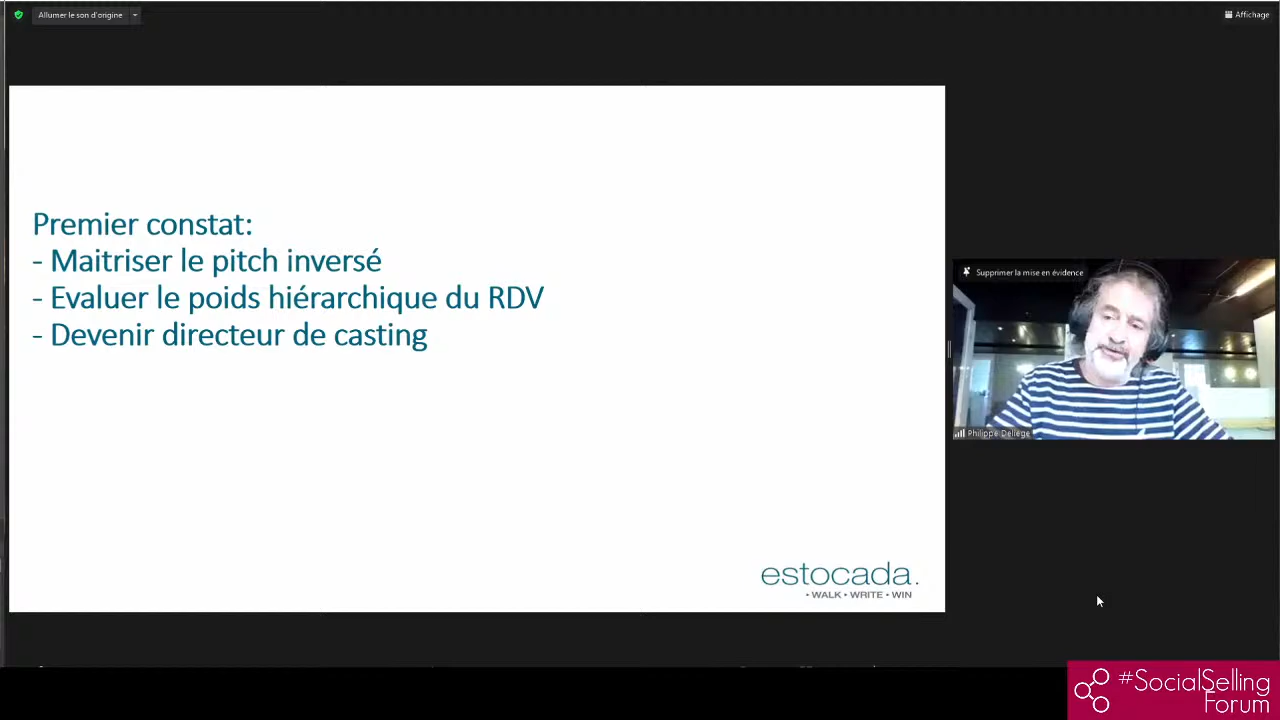 Allumer le son d'origine
Affichage
Premier constat:
- Maitriser le pitch inversé
- Evaluer le poids hiérarchique du RDV
- Devenir directeur de casting
Supprimer la mise en évidence
Philippe Deliège
estocada.
• WALK • WRITE • WIN
#SocialSelling
Forum